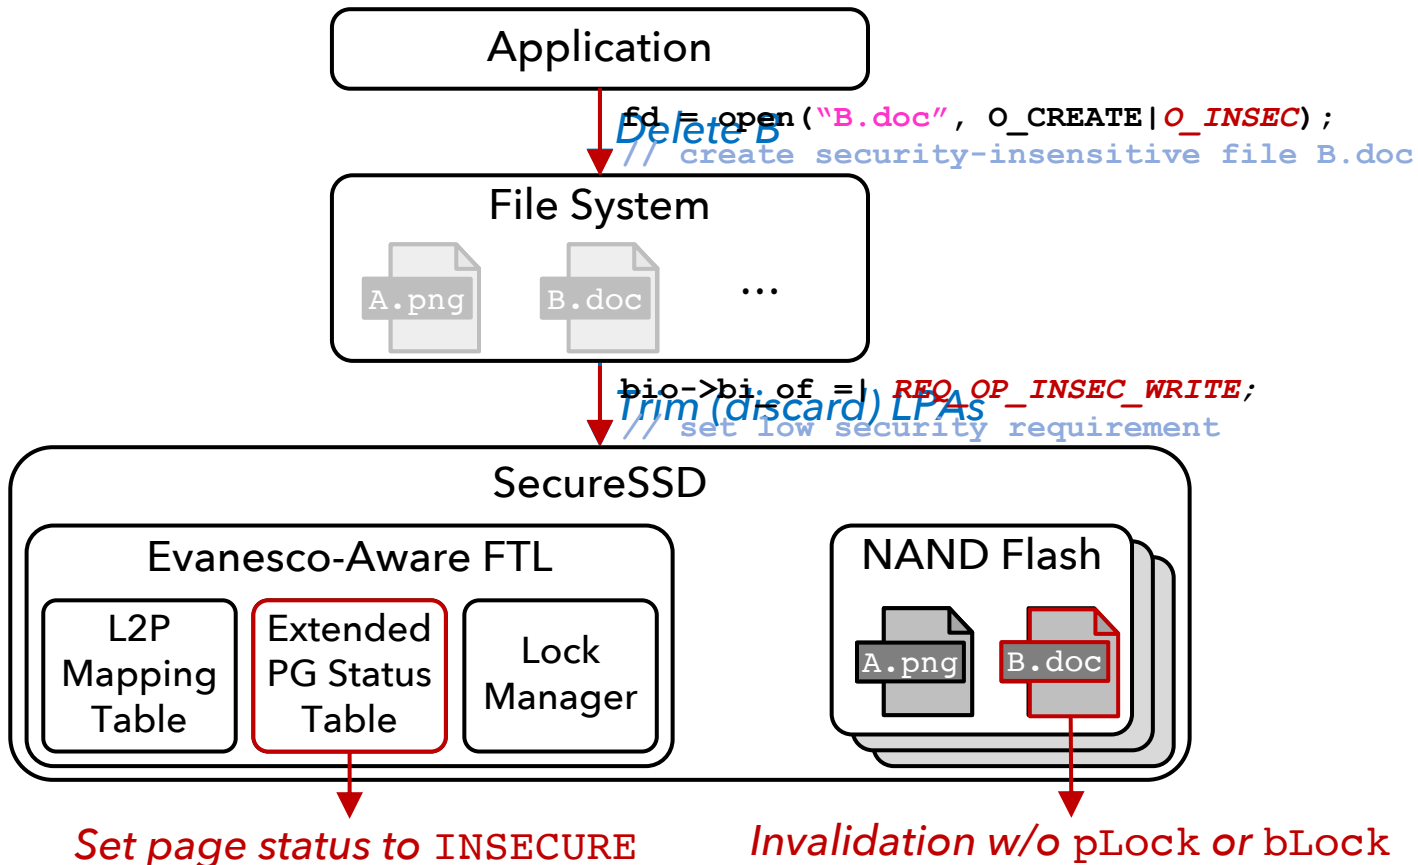 Application
fd = open(“B.doc”, O_CREATE|O_INSEC);
Delete B
// create security-insensitive file B.doc
File System
A.png
B.doc
...
bio->bi_of =| REQ_OP_INSEC_WRITE;
Trim (discard) LPAs
// set low security requirement
SecureSSD
Evanesco-Aware FTL
NAND Flash
L2P
Mapping
Table
Extended
PG Status
Table
Lock
Manager
A.png
B.doc
Set page status to INSECURE
Invalidation w/o pLock or bLock